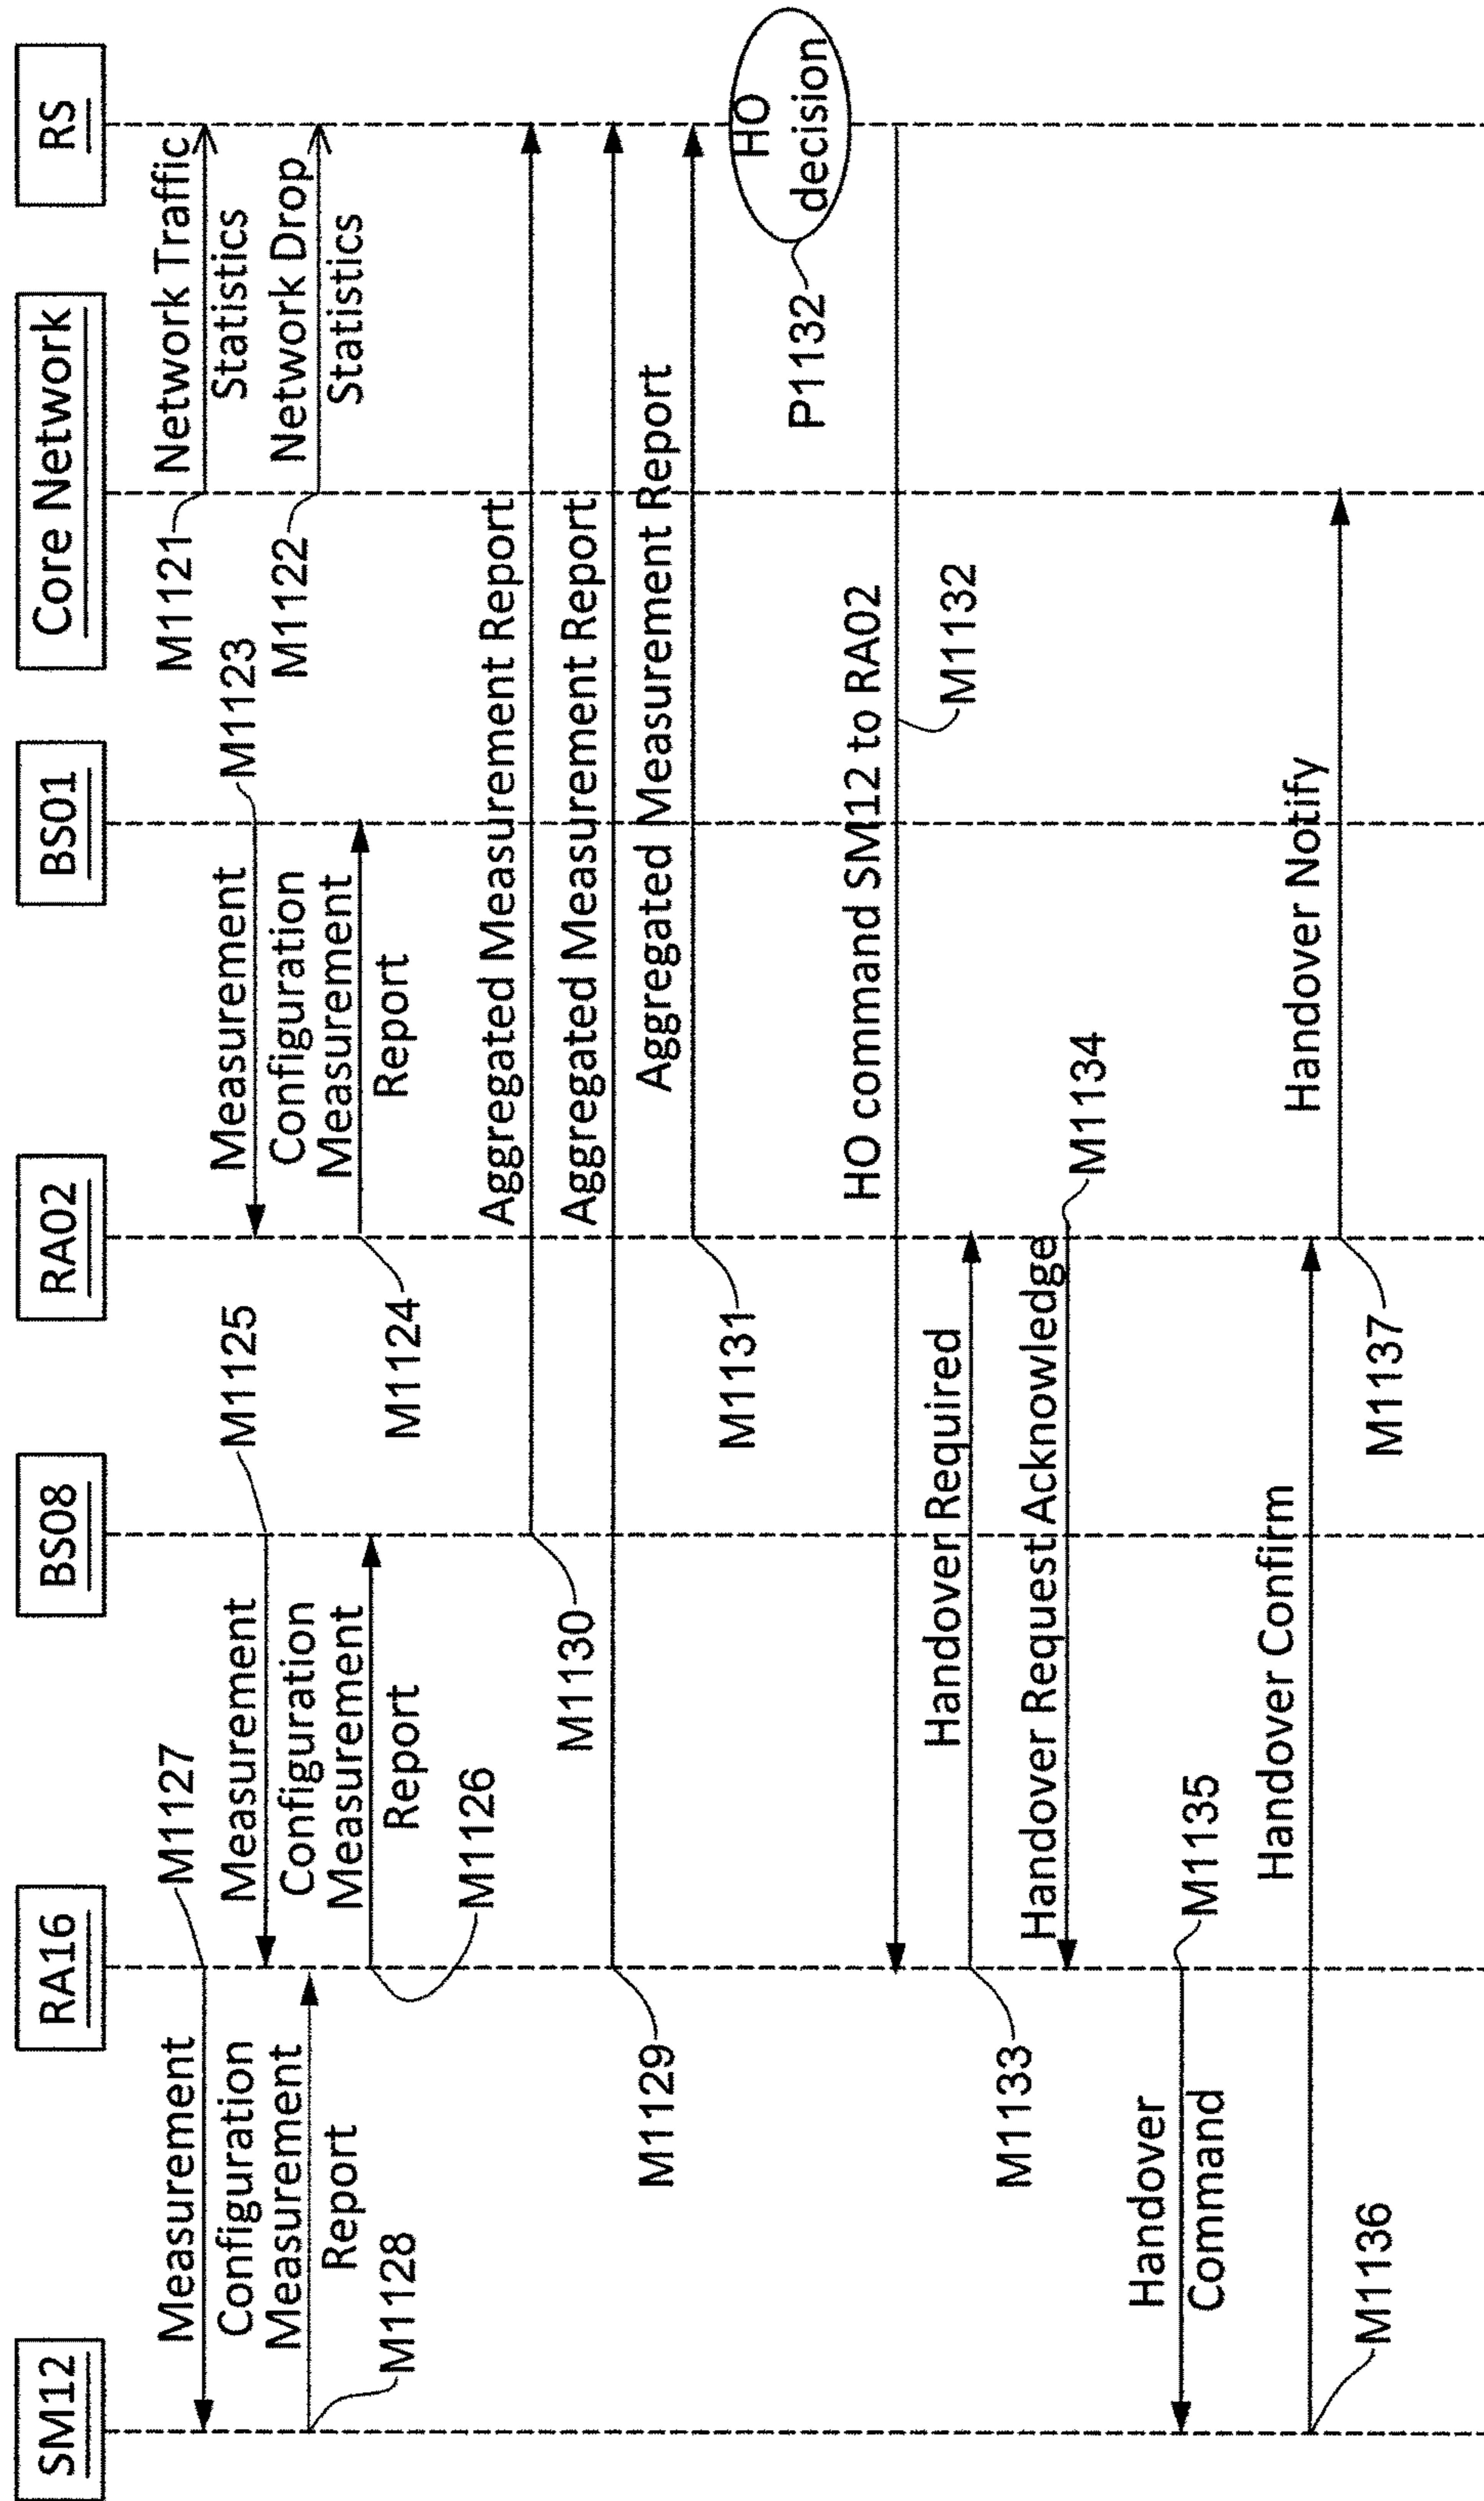 SM12
RA16
BS08
RA02
BS01
Core Network
RS
M1127
Measurement
Configuration
Measurement
Report
M1128
M1125
Measurement
Configuration
Measurement
Report
M1126
M1123
Measurement
Configuration
Measurement
Report
M1124
M1121
Network Traffic
Statistics
M1122
Network Drop
Statistics
Aggregated Measurement Report
M1130
Aggregated Measurement Report
M1129
Aggregated Measurement Report
M1131
HO
decision
P1132
HO command SM12 to RA02
M1132
Handover Required
M1133
Handover Request Acknowledge
M1134
Handover
Command
M1135
Handover Confirm
M1136
Handover Notify
M1137